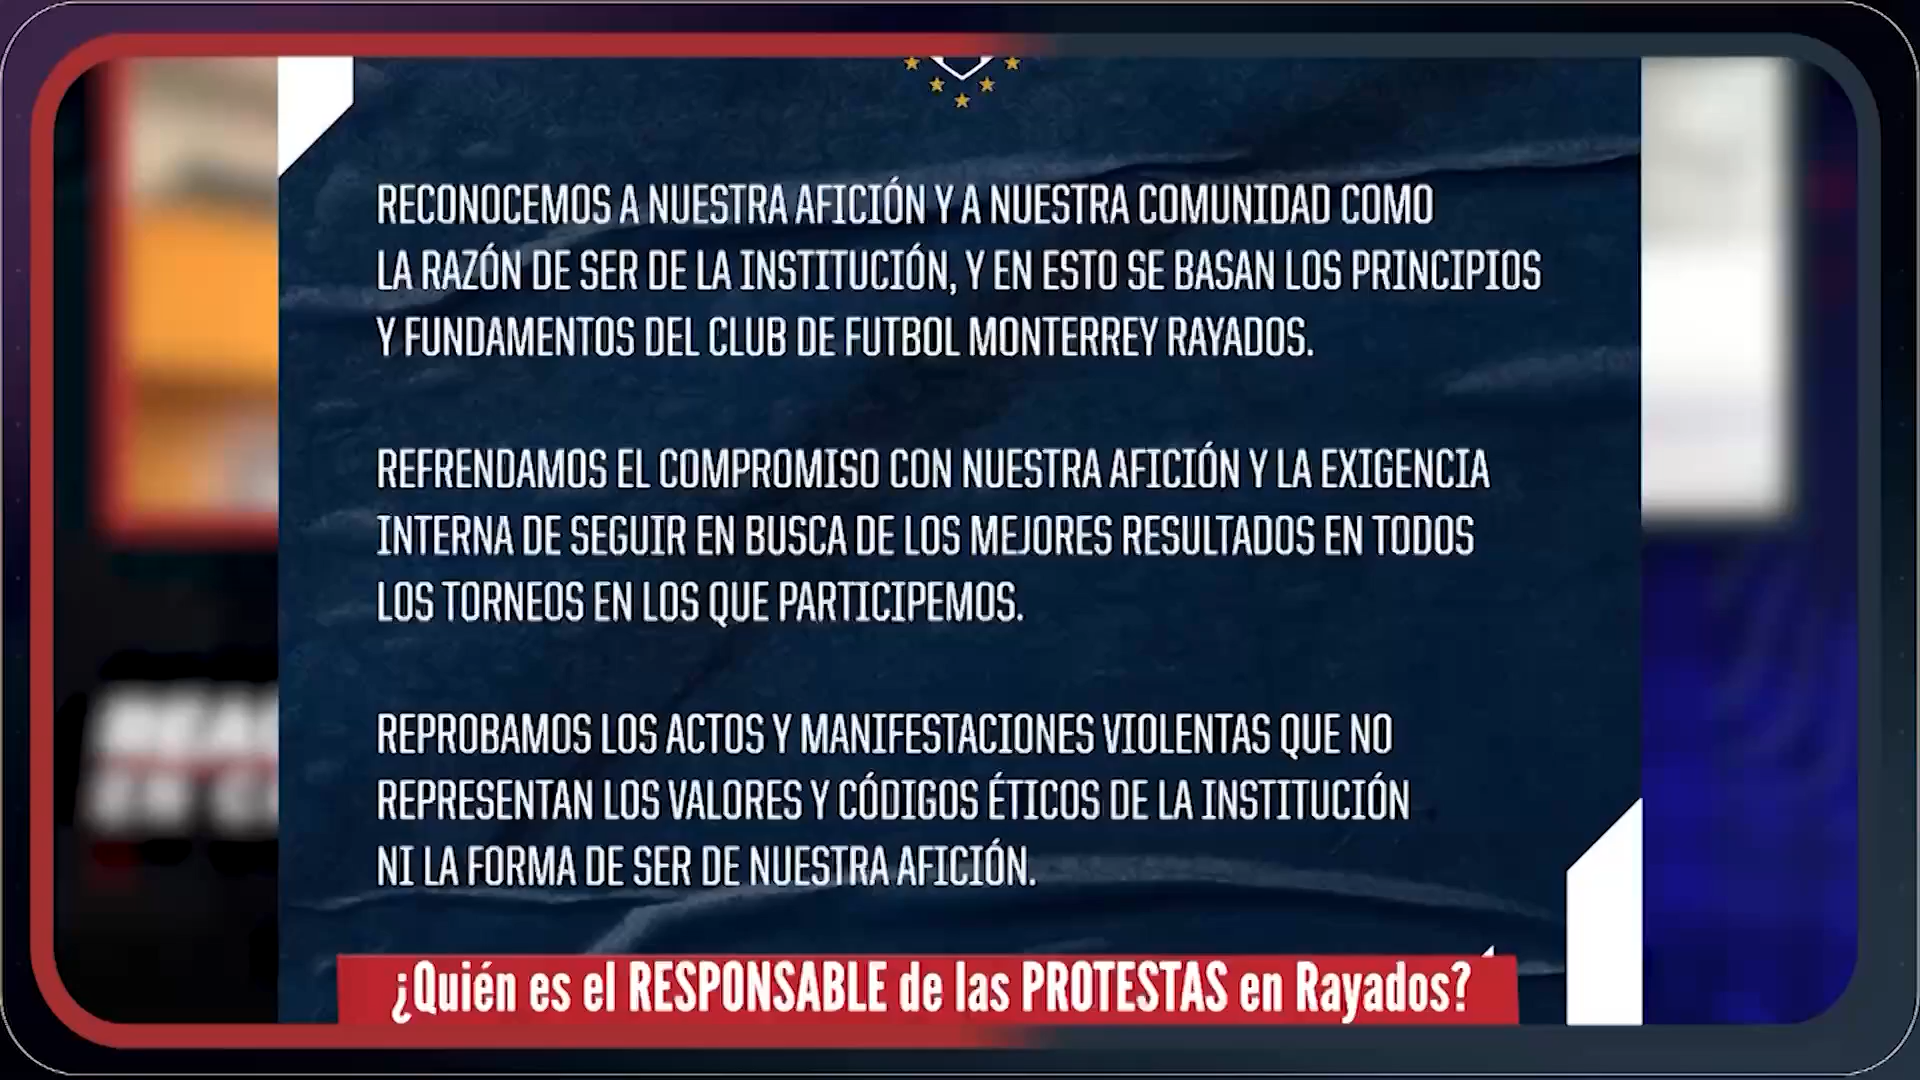 RECONOCEMOS A NUESTRA AFICIÓN Y A NUESTRA COMUNIDAD COMO
LA RAZÓN DE SER DE LA INSTITUCIÓN, Y EN ESTO SE BASAN LOS PRINCIPIOS
Y FUNDAMENTOS DEL CLUB DE FUTBOL MONTERREY RAYADOS.
REFRENDAMOS EL COMPROMISO CON NUESTRA AFICIÓN Y LA EXIGENCIA
INTERNA DE SEGUIR EN BUSCA DE LOS MEJORES RESULTADOS EN TODOS
LOS TORNEOS EN LOS QUE PARTICIPEMOS.
REPROBAMOS LOS ACTOS Y MANIFESTACIONES VIOLENTAS QUE NO
REPRESENTAN LOS VALORES Y CÓDIGOS ÉTICOS DE LA INSTITUCIÓN
NI LA FORMA DE SER DE NUESTRA AFICIÓN.
¿Quién es el RESPONSABLE de las PROTESTAS en Rayados?